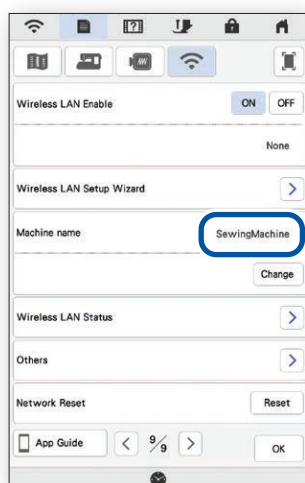 Wireless LAN Enable ON OFF
None
Wireless LAN Setup Wizard
Machine name SewingMachine
Change
Wireless LAN Status
Others
Network Reset Reset
App Guide 9/9 OK